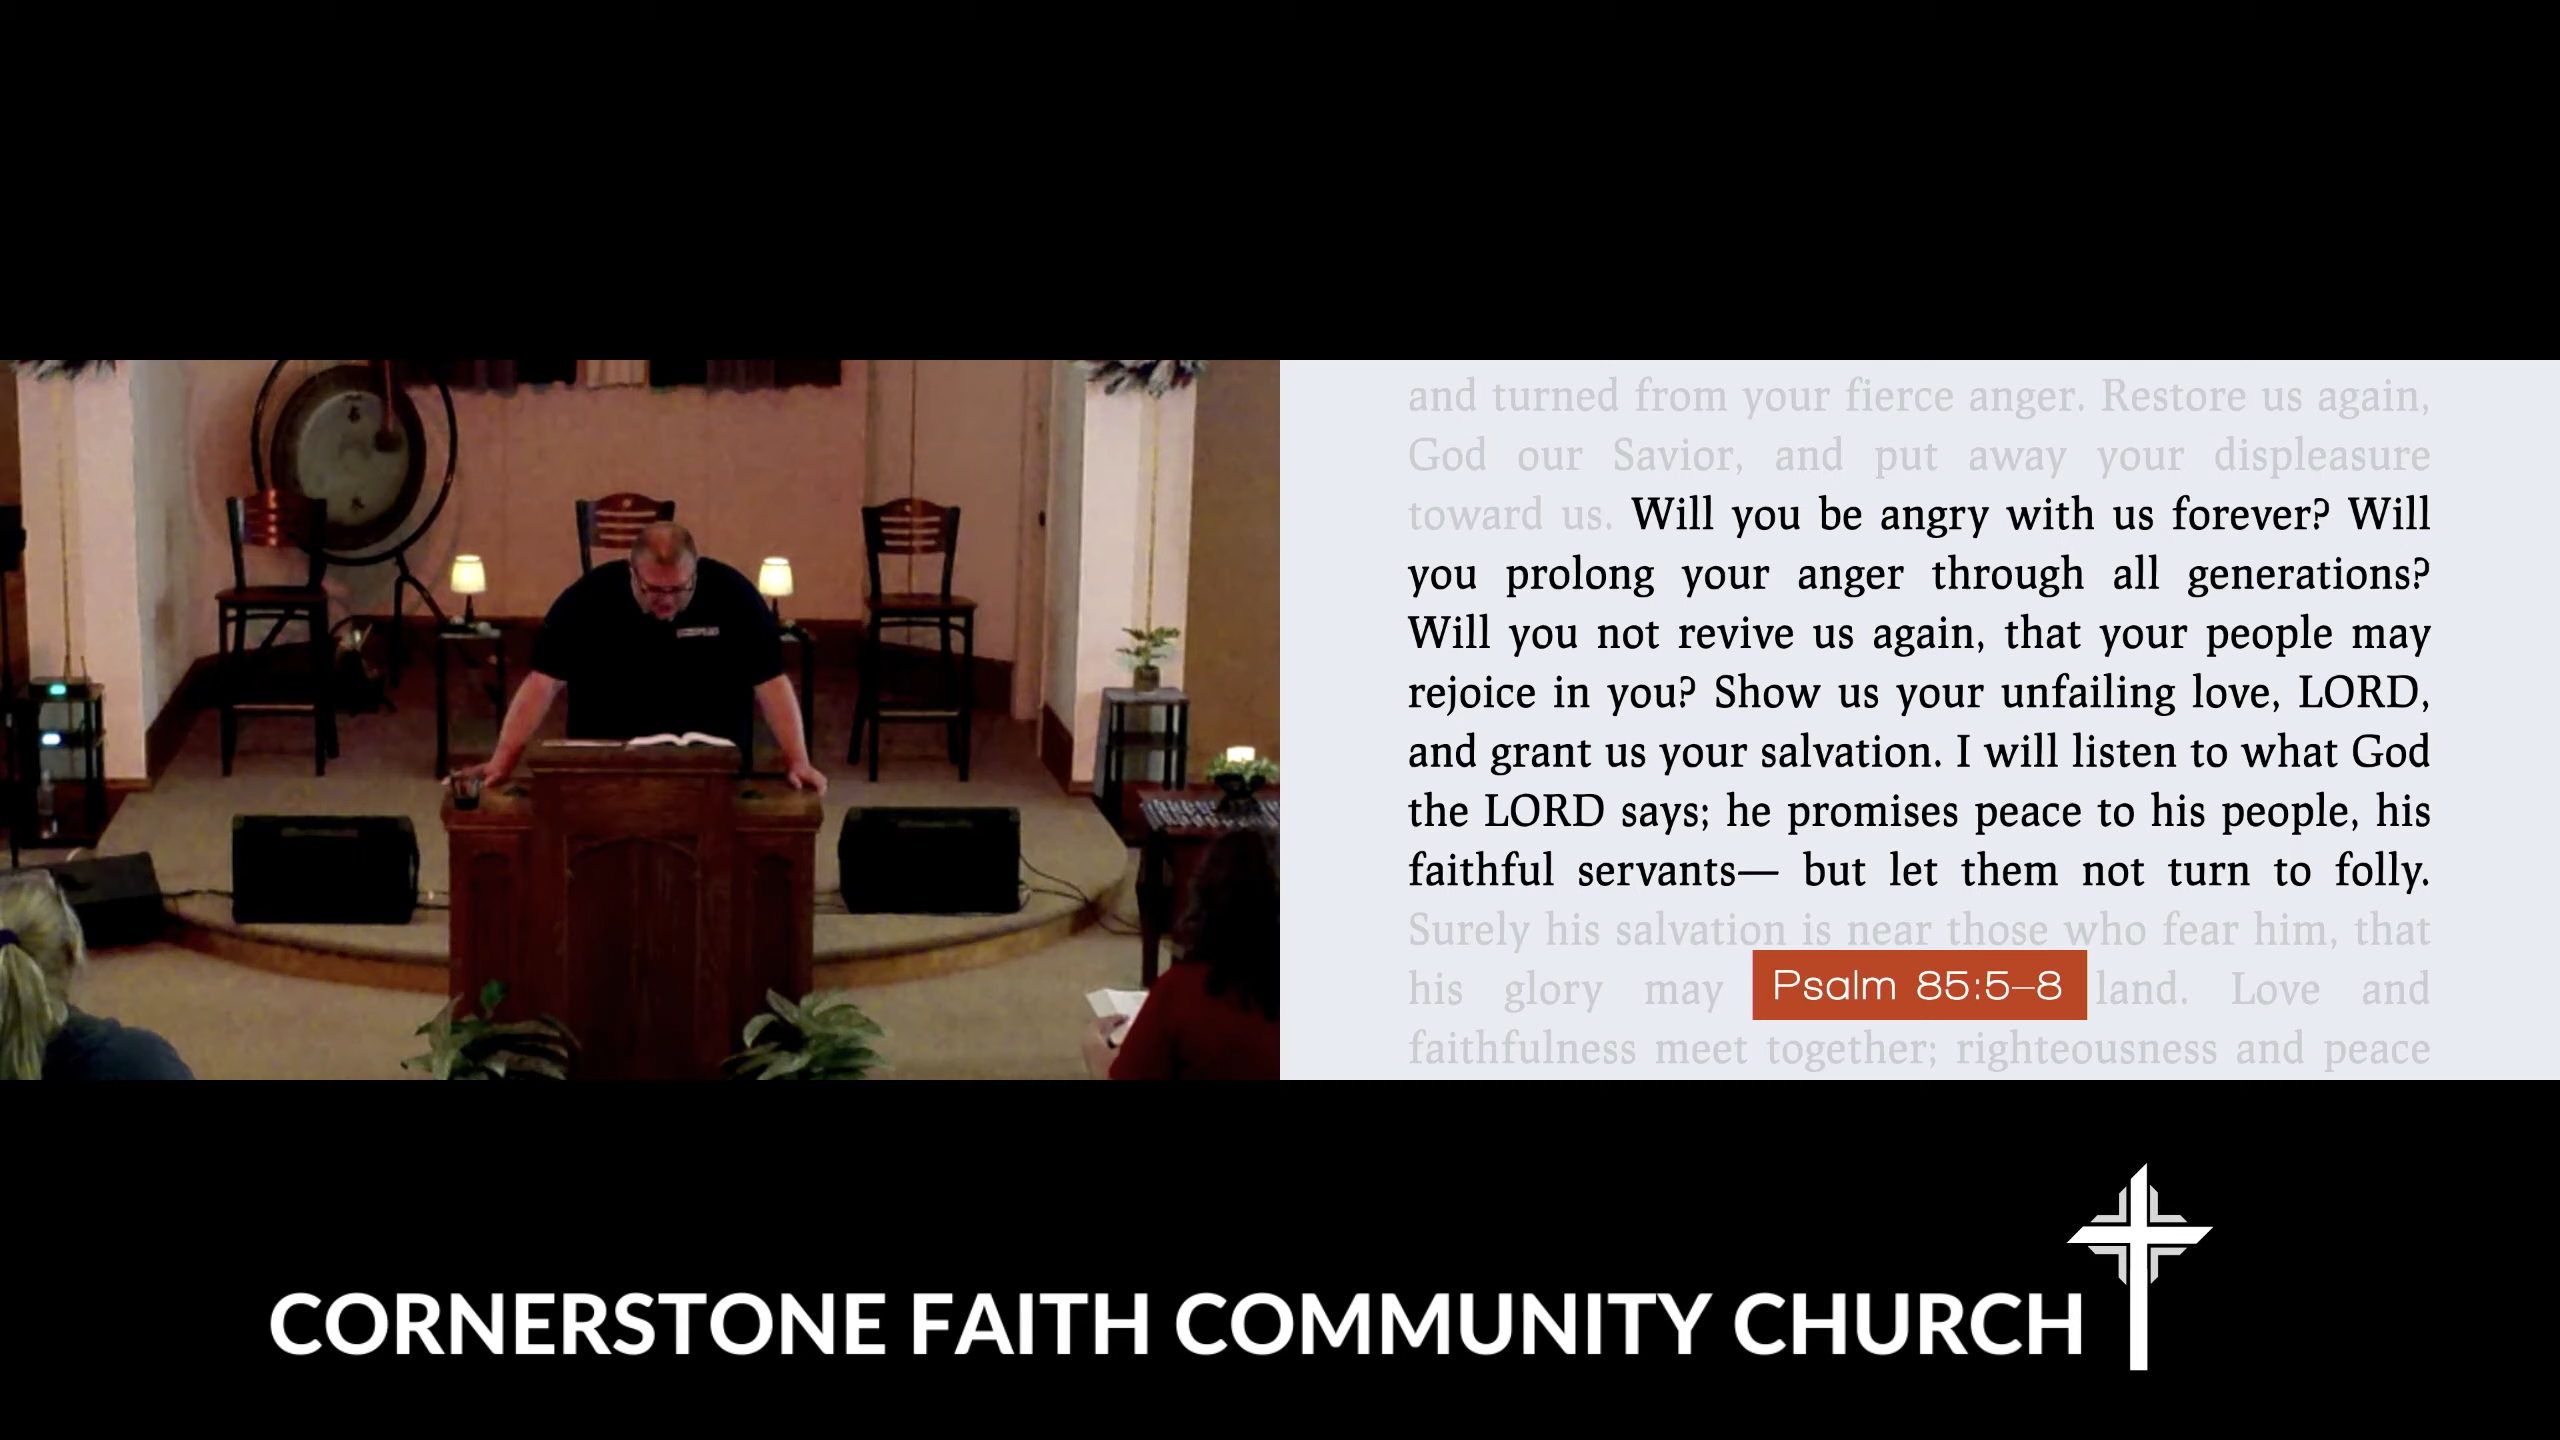 and turned from your fierce anger. Restore us again,
God our Savior, and put away your displeasure
toward us. Will you be angry with us forever? Will
you prolong your anger through all generations?
Will you not revive us again, that your people may
rejoice in you? Show us your unfailing love, LORD,
and grant us your salvation. I will listen to what God
the LORD says; he promises peace to his people, his
faithful servants— but let them not turn to folly.
Surely his salvation is near those who fear him, that
his glory may land. Love and
Psalm 85:5–8
faithfulness meet together; righteousness and peace
CORNERSTONE FAITH COMMUNITY CHURCH